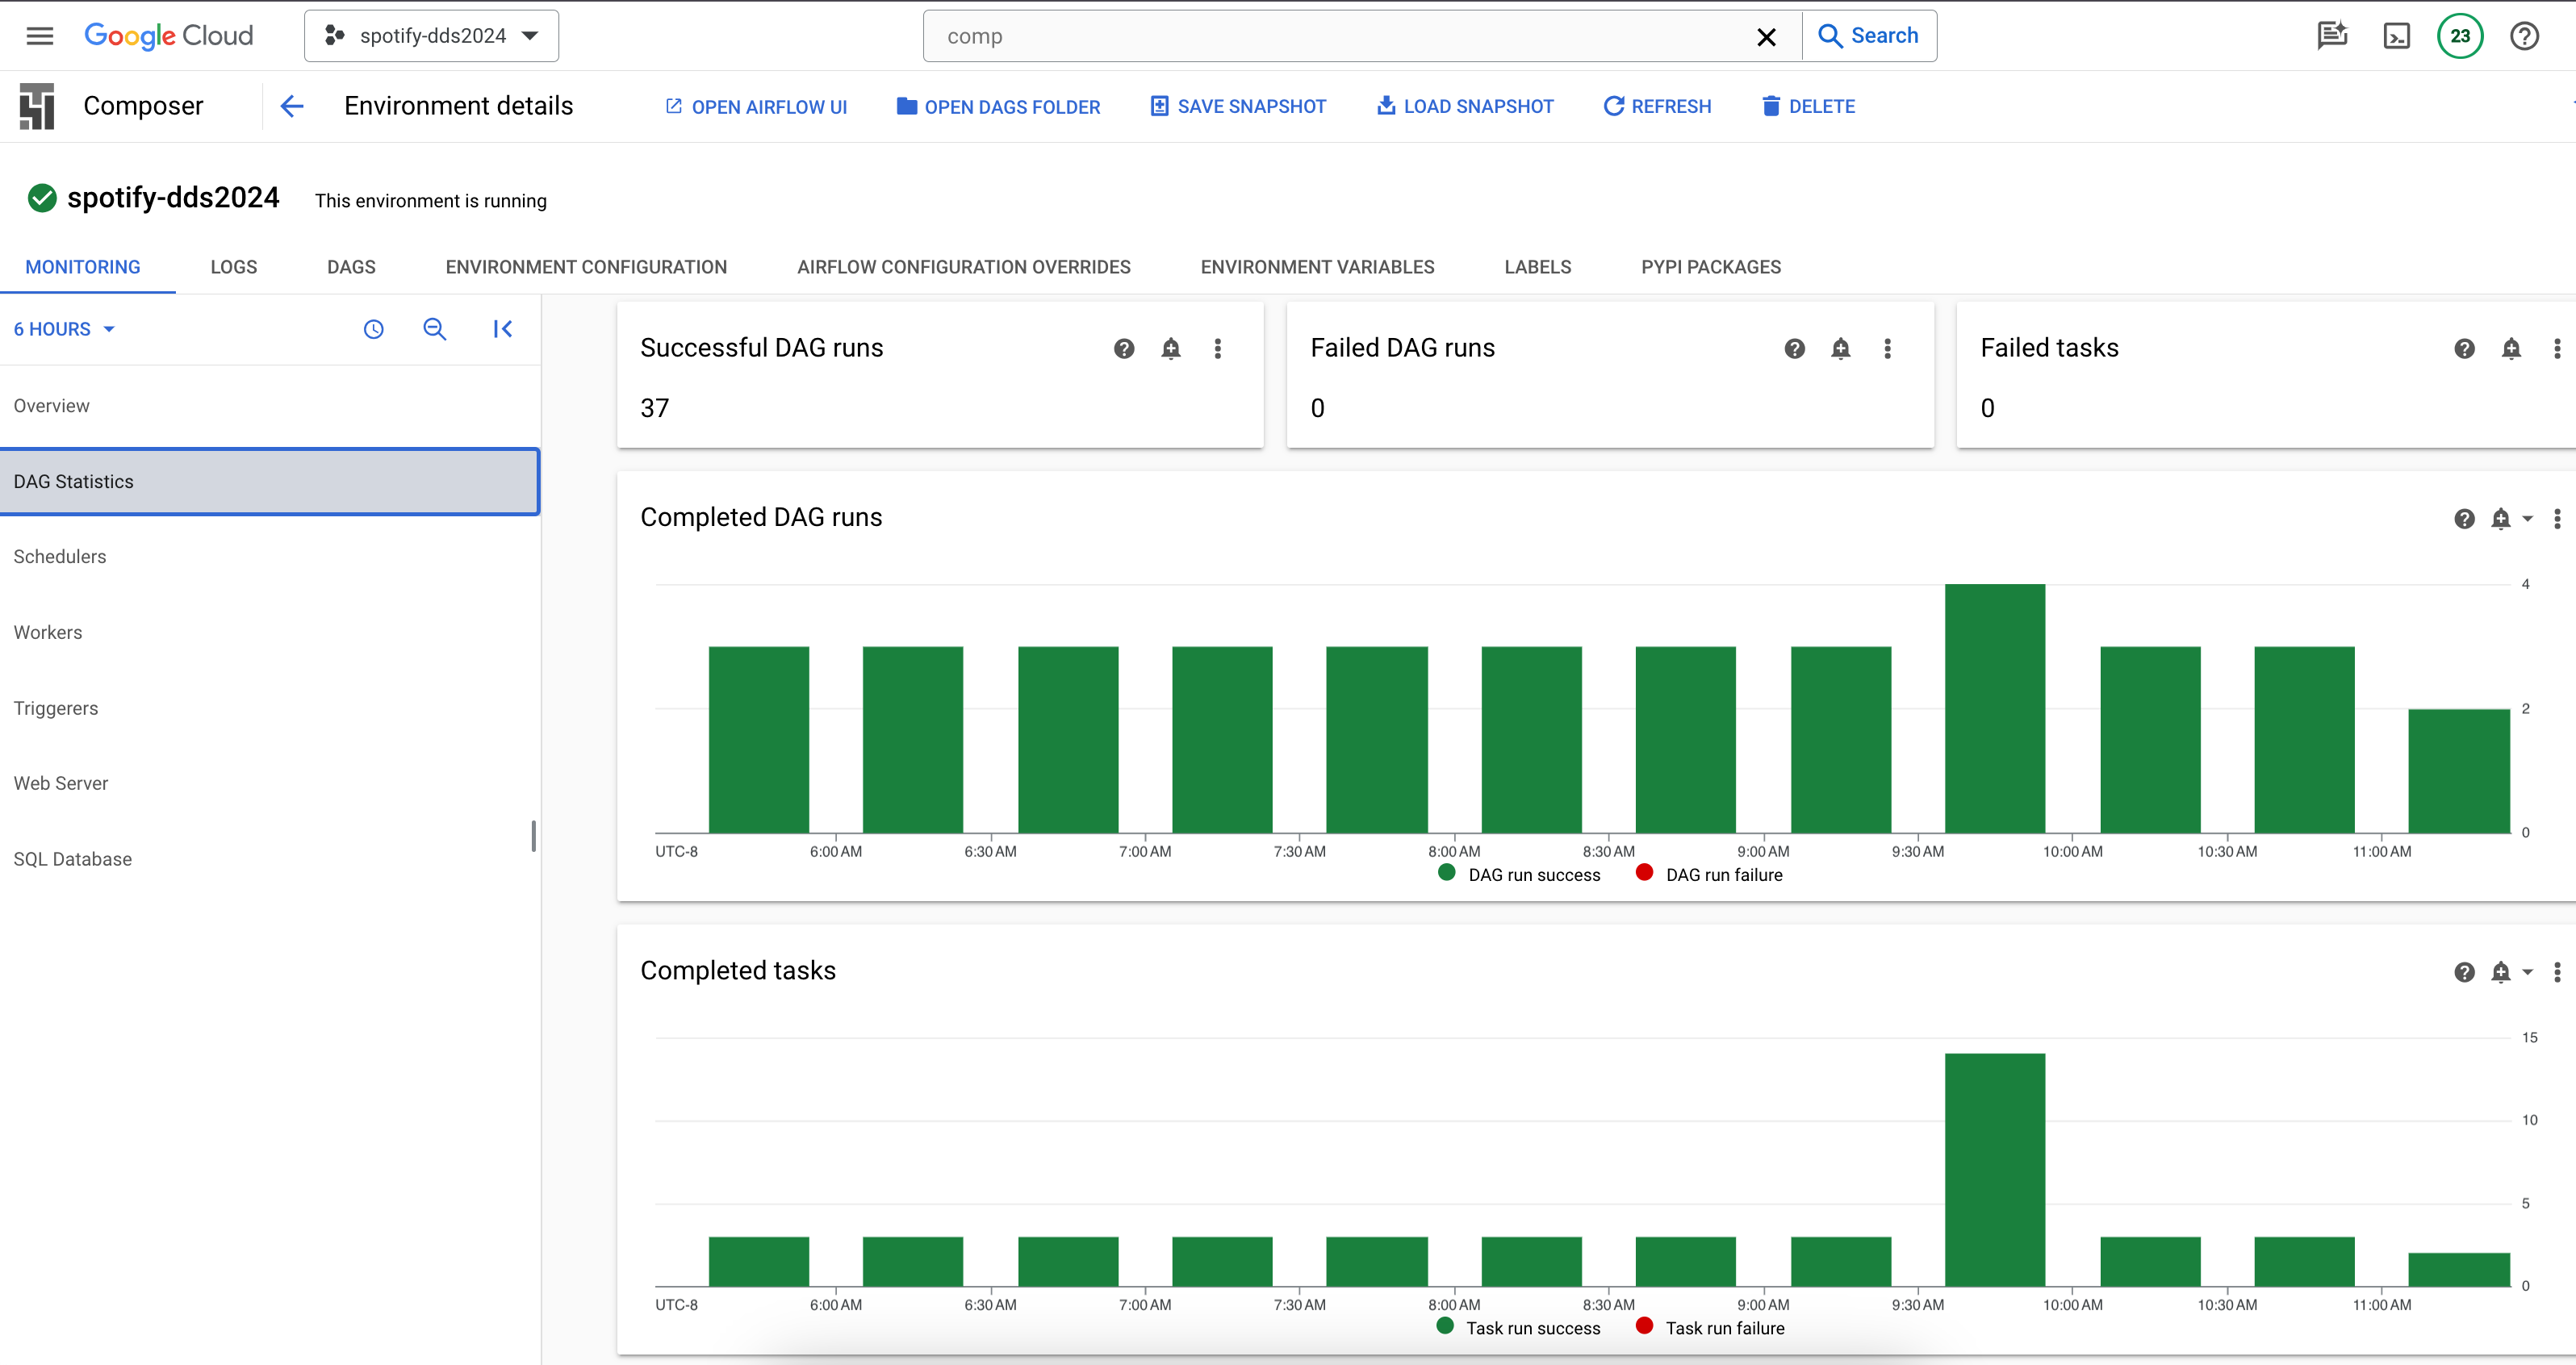 Google Cloud
spotify-dds2024
comp
Search
23
Composer
Environment details
OPEN AIRFLOW UI
OPEN DAGS FOLDER
SAVE SNAPSHOT
LOAD SNAPSHOT
REFRESH
DELETE
spotify-dds2024
This environment is running
MONITORING
LOGS
DAGS
ENVIRONMENT CONFIGURATION
AIRFLOW CONFIGURATION OVERRIDES
ENVIRONMENT VARIABLES
LABELS
PYPI PACKAGES
6 HOURS
Overview
DAG Statistics
Schedulers
Workers
Triggerers
Web Server
SQL Database
Successful DAG runs
37
Failed DAG runs
0
Failed tasks
0
Completed DAG runs
4
2
0
UTC-8 6:00 AM 6:30 AM 7:00 AM 7:30 AM 8:00 AM 8:30 AM 9:00 AM 9:30 AM 10:00 AM 10:30 AM 11:00 AM
DAG run success DAG run failure
Completed tasks
15
10
5
0
UTC-8 6:00 AM 6:30 AM 7:00 AM 7:30 AM 8:00 AM 8:30 AM 9:00 AM 9:30 AM 10:00 AM 10:30 AM 11:00 AM
Task run success Task run failure